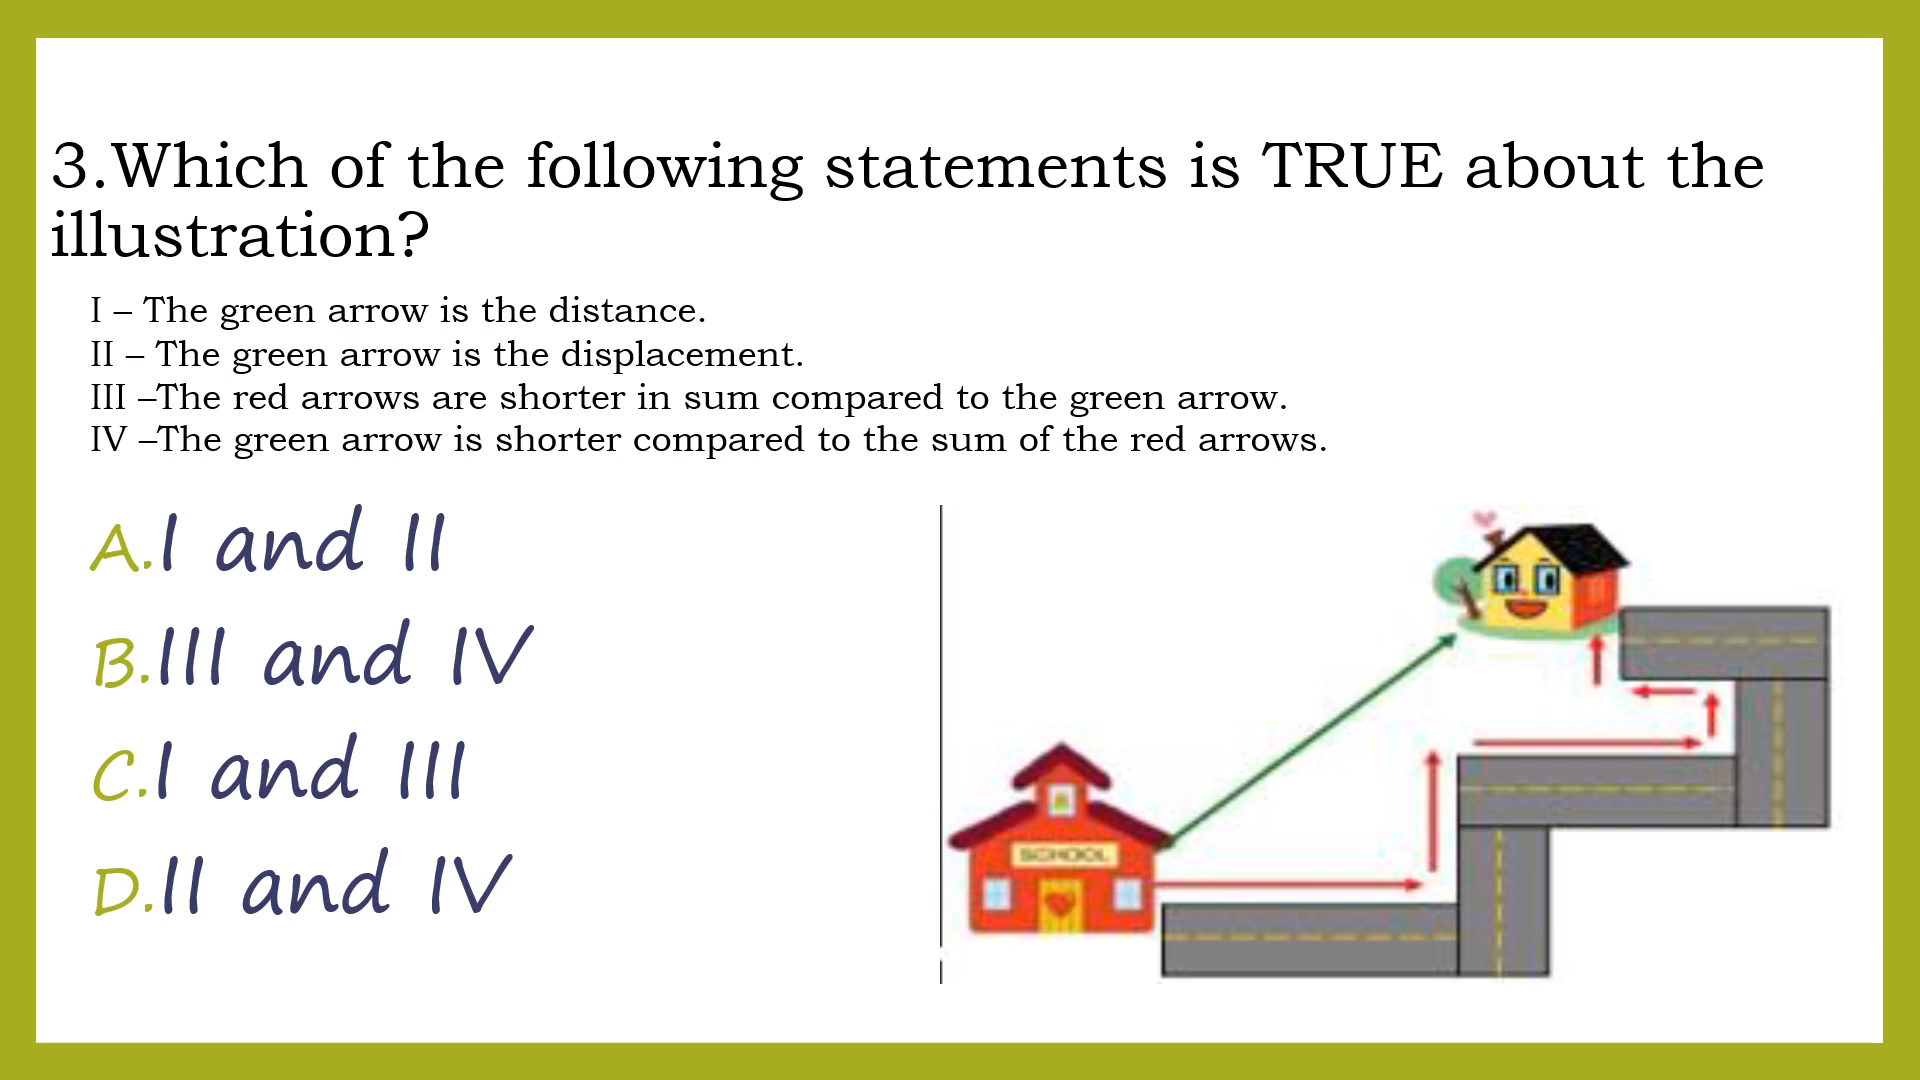 3.Which of the following statements is TRUE about the
illustration?
I – The green arrow is the distance.
II – The green arrow is the displacement.
III –The red arrows are shorter in sum compared to the green arrow.
IV –The green arrow is shorter compared to the sum of the red arrows.
A.I and II
B.III and IV
C.I and III
D.II and IV
SCHOOL